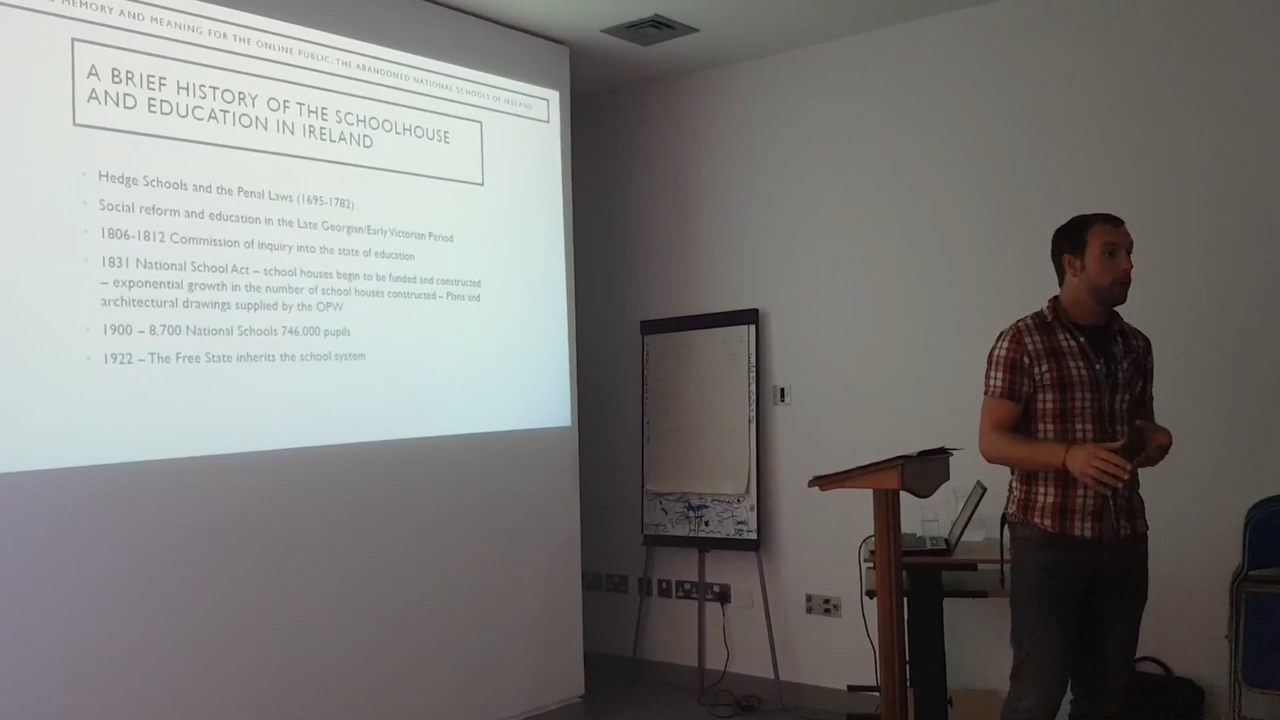 MEMORY AND MEANING FOR THE ONLINE PUBLIC: THE ABANDONED NATIONAL SCHOOLS OF IRELAND
A BRIEF HISTORY OF THE SCHOOLHOUSE
AND EDUCATION IN IRELAND
Hedge Schools and the Penal Laws (1695-1782)
Social reform and education in the Late Georgian/Early Victorian Period
1806-1812 Commission of inquiry into the state of education
1831 National School Act – school houses begin to be funded and constructed
– exponential growth in the number of school houses constructed – Plans and
architectural drawings supplied by the OPW
1900 – 8,700 National Schools 746,000 pupils
1922 – The Free State inherits the school system